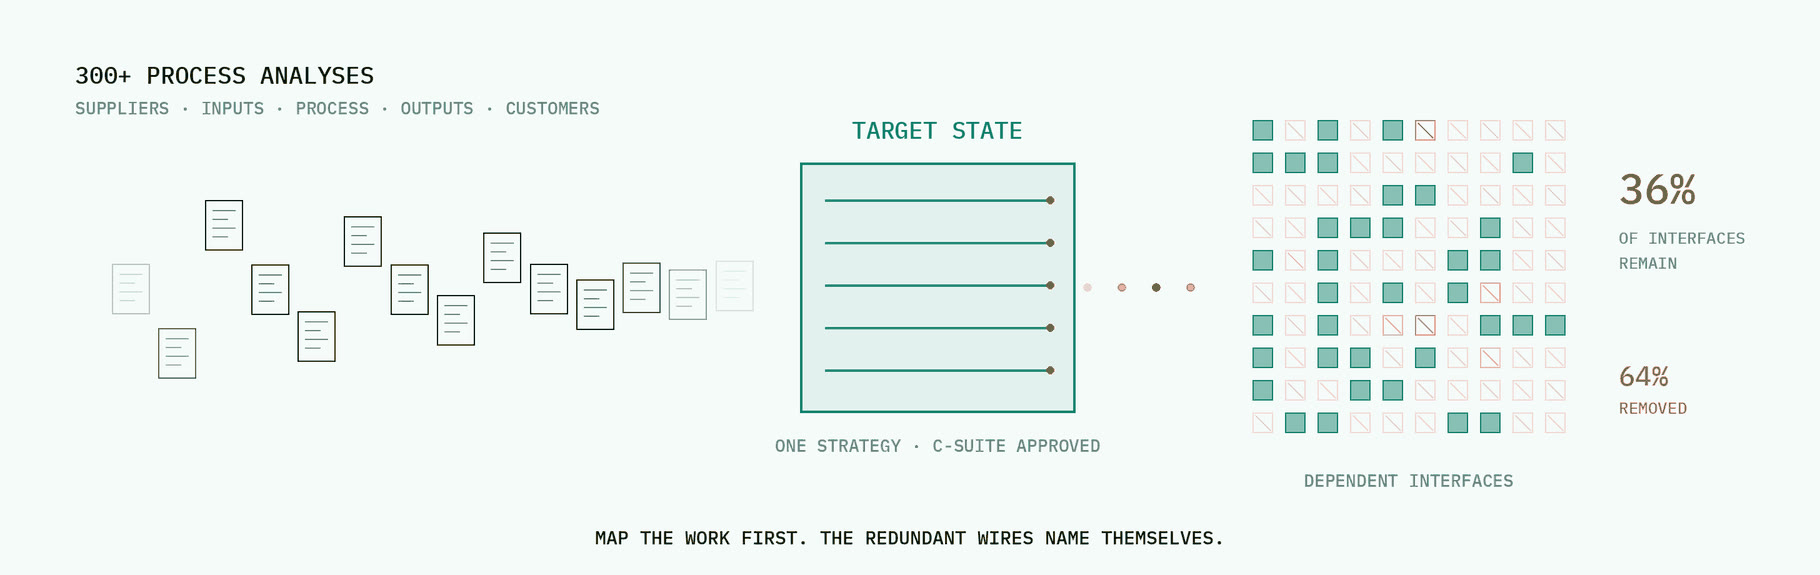 300+ PROCESS ANALYSES
SUPPLIERS · INPUTS · PROCESS · OUTPUTS · CUSTOMERS
TARGET STATE
ONE STRATEGY · C-SUITE APPROVED
36%
OF INTERFACES
REMAIN
64%
REMOVED
DEPENDENT INTERFACES
MAP THE WORK FIRST. THE REDUNDANT WIRES NAME THEMSELVES.